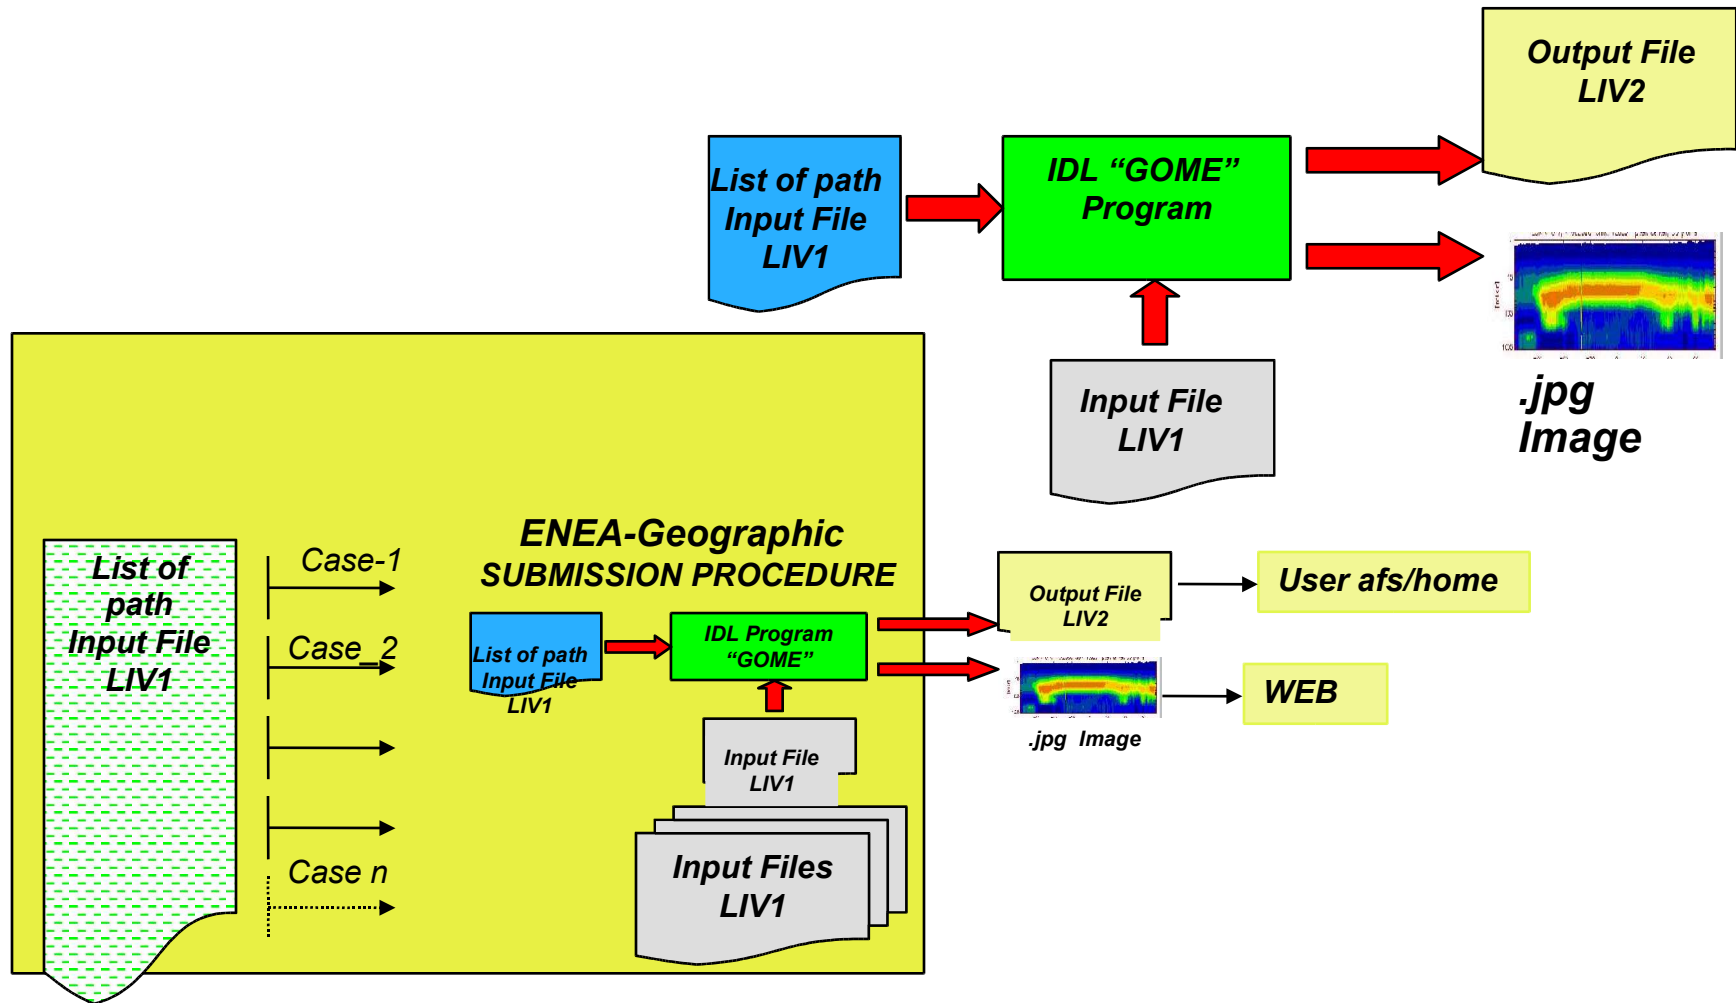 Output File
LIV2
List of path
Input File
LIV1
IDL “GOME”
Program
Input File
LIV1
.jpg
Image
ENEA-Geographic
SUBMISSION PROCEDURE
List of
path
Input File
LIV1
Case-1
Case_2
Case n
List of path
Input File
LIV1
IDL Program
“GOME”
Input File
LIV1
Input Files
LIV1
Output File
LIV2
.jpg Image
User afs/home
WEB